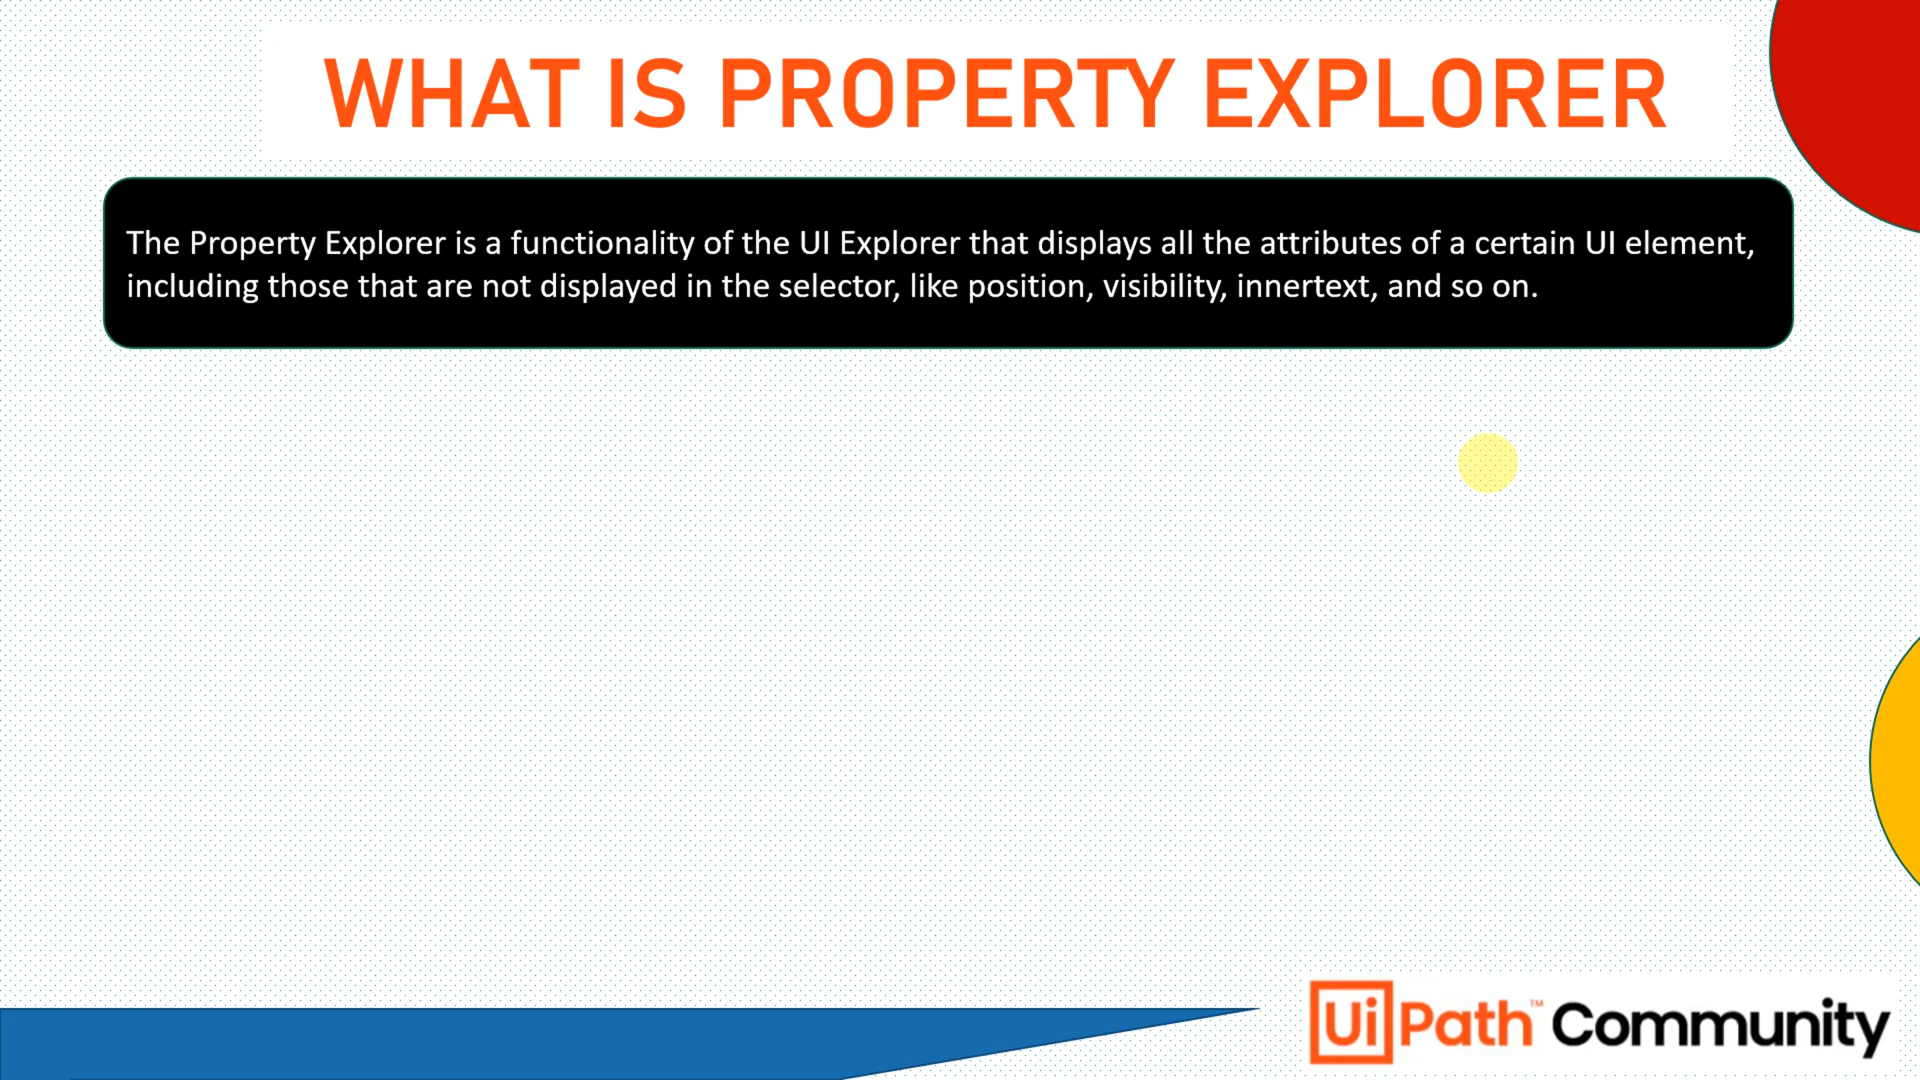 WHAT IS PROPERTY EXPLORER
The Property Explorer is a functionality of the UI Explorer that displays all the attributes of a certain UI element,
including those that are not displayed in the selector, like position, visibility, innertext, and so on.
UiPath™ Community